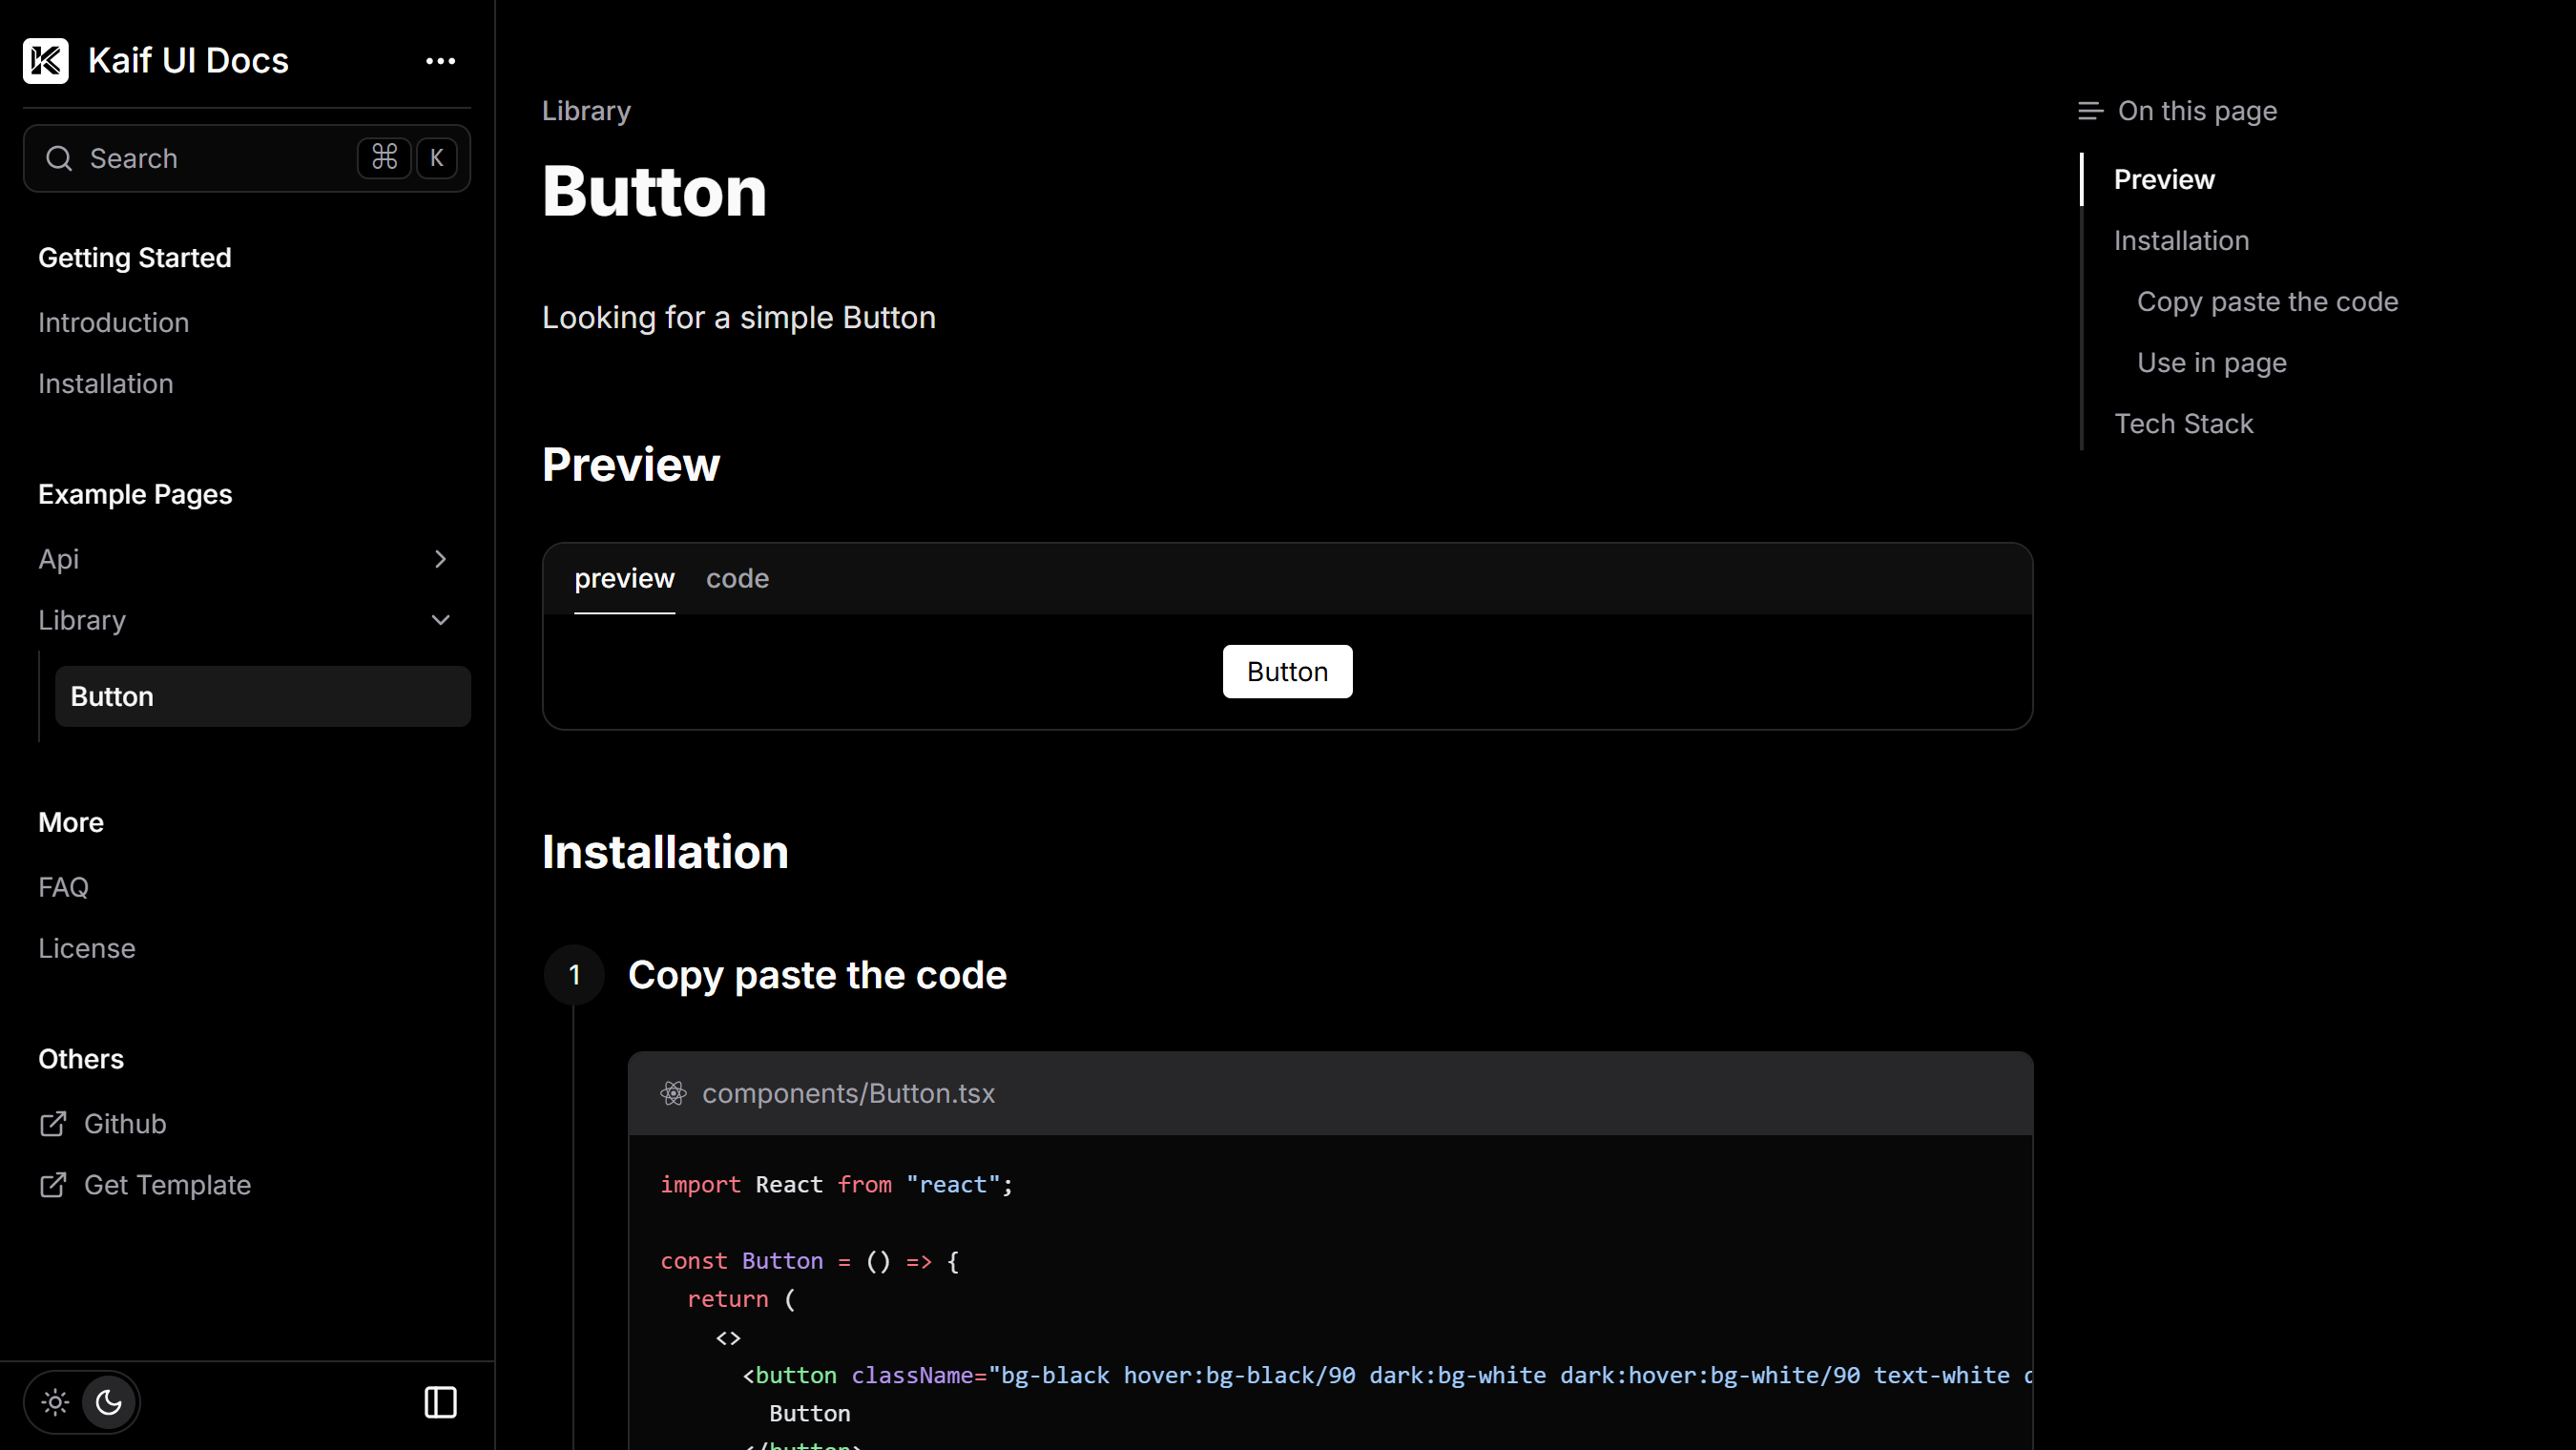 Kaif UI Docs
Search ⌘ K
Getting Started
Introduction
Installation
Example Pages
Api
Library
Button
More
FAQ
License
Others
Github
Get Template
Library
Button
Looking for a simple Button
Preview
preview code
Button
Installation
1 Copy paste the code
components/Button.tsx
import React from "react";
const Button = () => {
return (
<>
<button className="bg-black hover:bg-black/90 dark:bg-white dark:hover:bg-white/90 text-white
Button
</button>
On this page
Preview
Installation
Copy paste the code
Use in page
Tech Stack